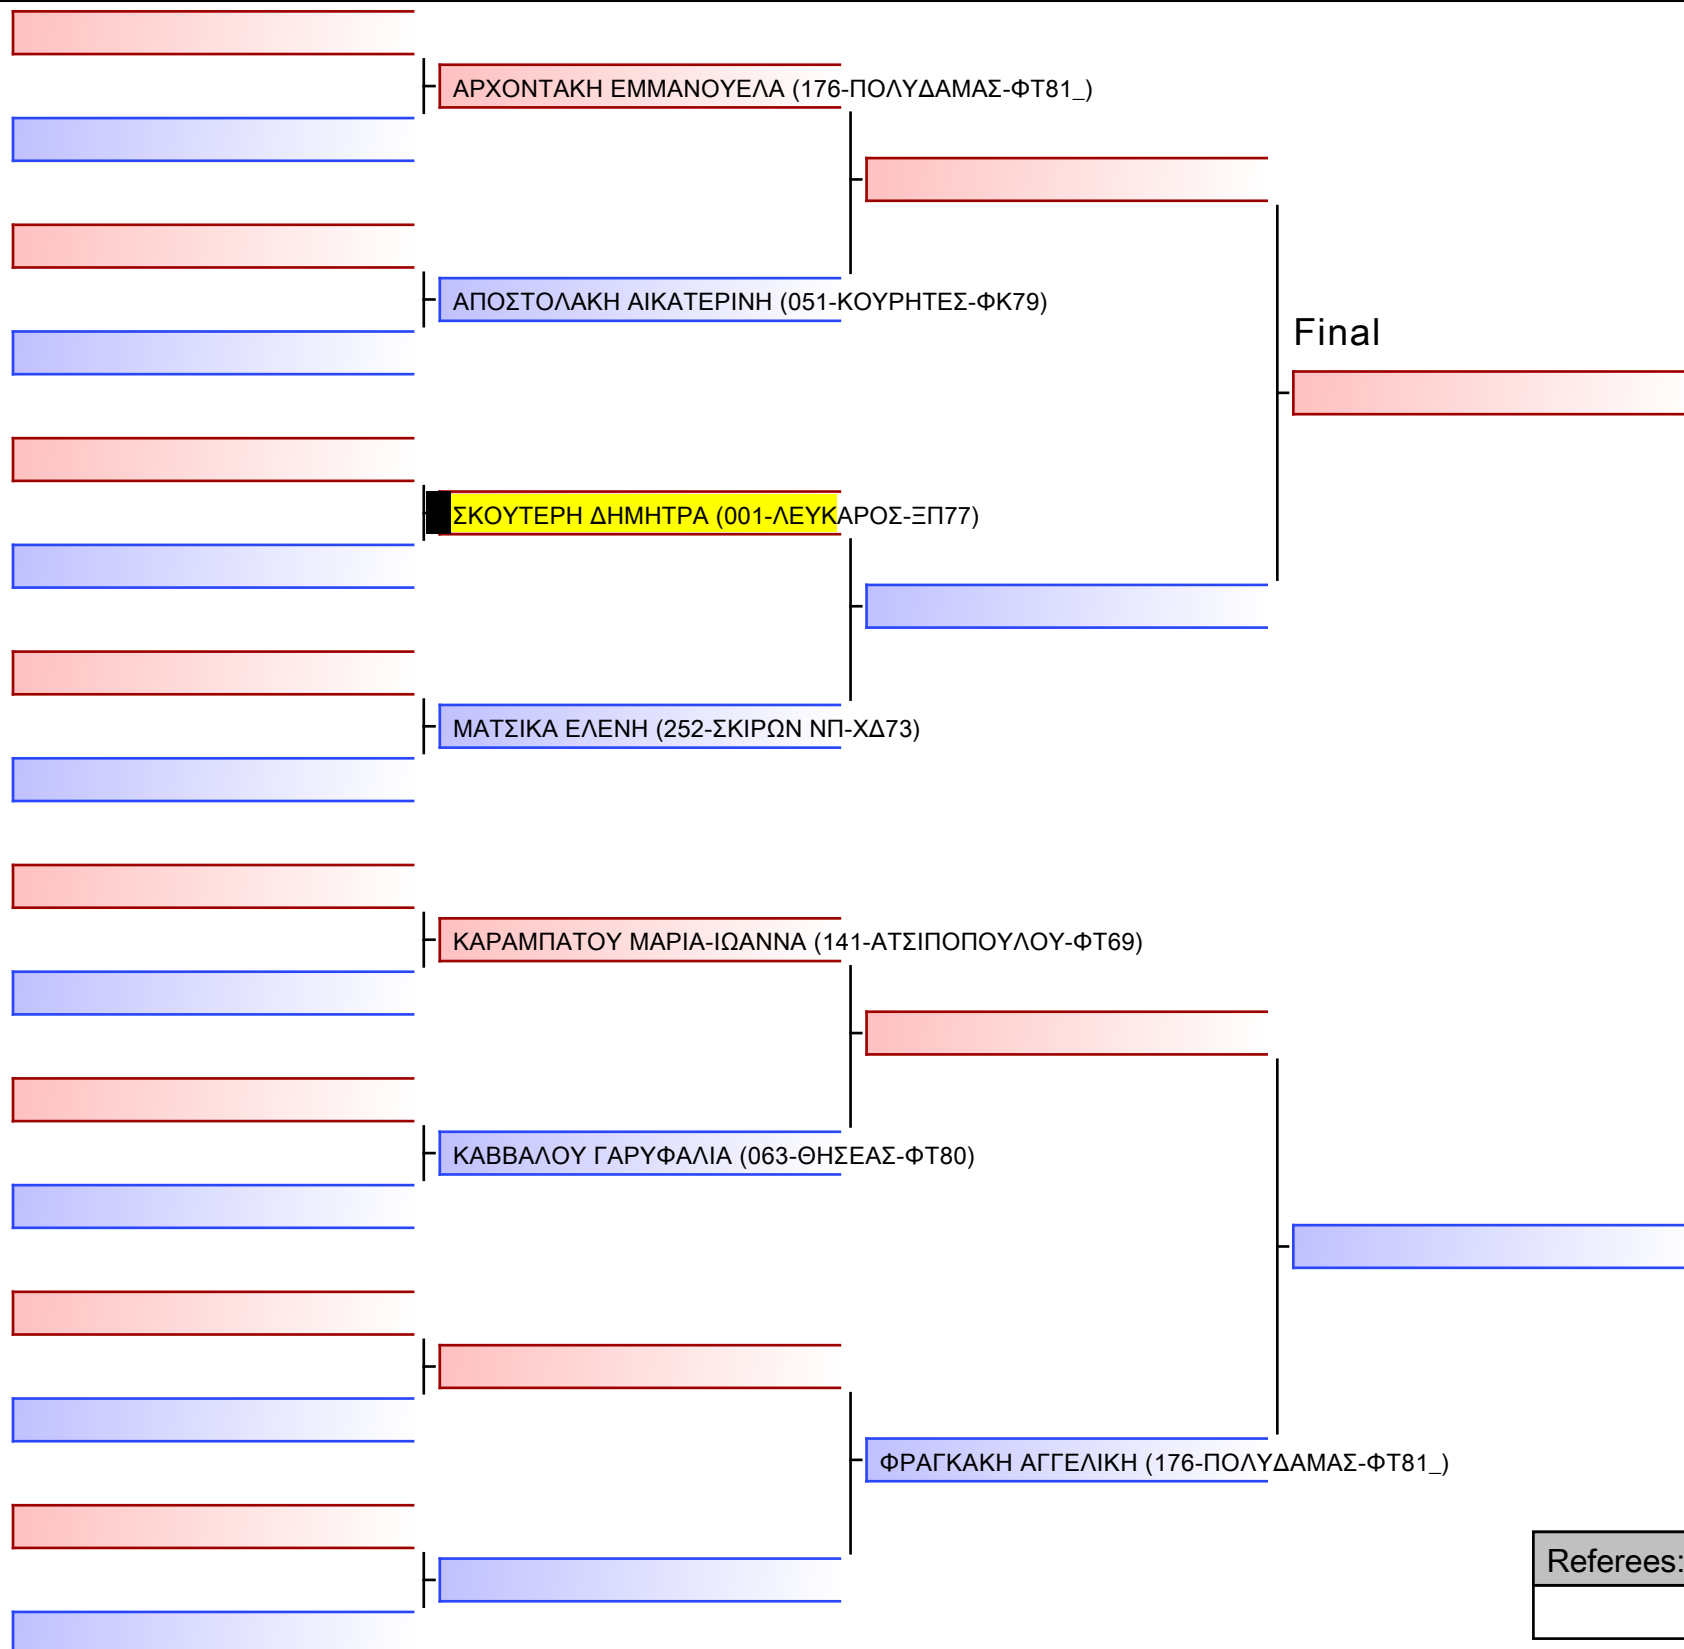 ΑΡΧΟΝΤΑΚΗ ΕΜΜΑΝΟΥΕΛΑ (176-ΠΟΛΥΔΑΜΑΣ-ΦΤ81_)
ΑΠΟΣΤΟΛΑΚΗ ΑΙΚΑΤΕΡΙΝΗ (051-ΚΟΥΡΗΤΕΣ-ΦΚ79)
Final
ΣΚΟΥΤΕΡΗ ΔΗΜΗΤΡΑ (001-ΛΕΥΚΑΡΟΣ-ΞΠ77)
ΜΑΤΣΙΚΑ ΕΛΕΝΗ (252-ΣΚΙΡΩΝ ΝΠ-ΧΔ73)
ΚΑΡΑΜΠΑΤΟΥ ΜΑΡΙΑ-ΙΩΑΝΝΑ (141-ΑΤΣΙΠΟΠΟΥΛΟΥ-ΦΤ69)
ΚΑΒΒΑΛΟΥ ΓΑΡΥΦΑΛΙΑ (063-ΘΗΣΕΑΣ-ΦΤ80)
ΦΡΑΓΚΑΚΗ ΑΓΓΕΛΙΚΗ (176-ΠΟΛΥΔΑΜΑΣ-ΦΤ81_)
Referees: